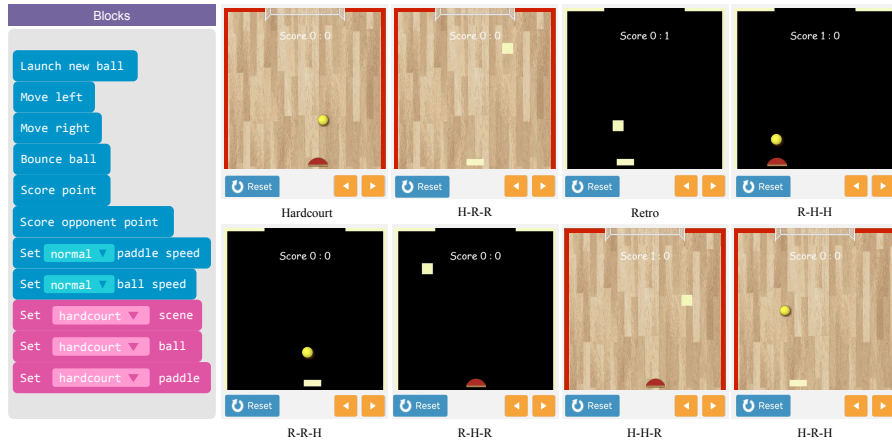 Blocks
Launch new ball
Move left
Move right
Bounce ball
Score point
Score opponent point
Set normal paddle speed
Set normal ball speed
Set hardcourt scene
Set hardcourt ball
Set hardcourt paddle
Score 0 : 0
Score 0 : 0
Score 0 : 1
Score 1 : 0
Reset
Reset
Reset
Reset
Hardcourt
H-R-R
Retro
R-H-H
Score 0 : 0
Score 0 : 0
Score 1 : 0
Score 0 : 0
Reset
Reset
Reset
Reset
R-R-H
R-H-R
H-H-R
H-R-H